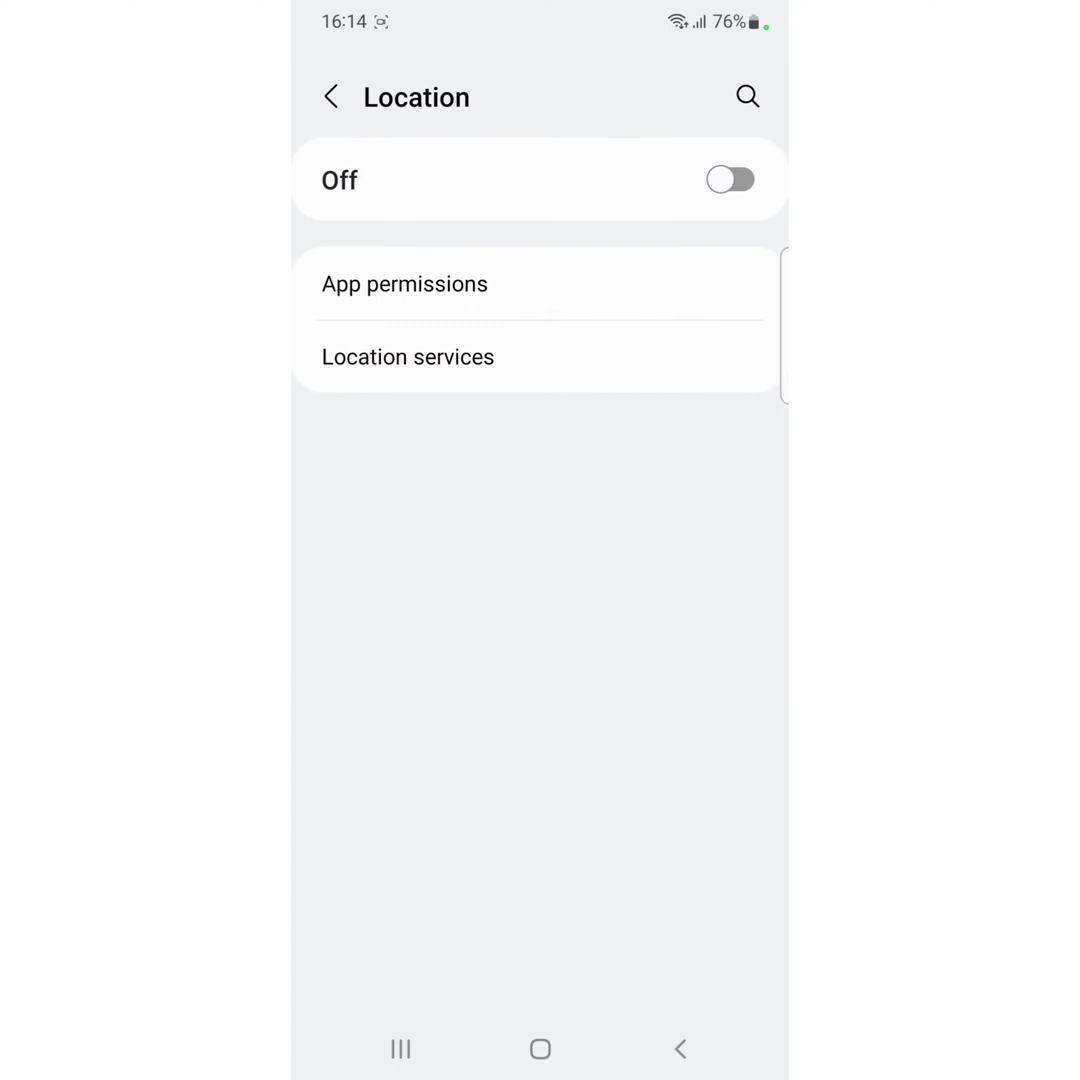 16:14 76%
Location
Off
App permissions
Location services